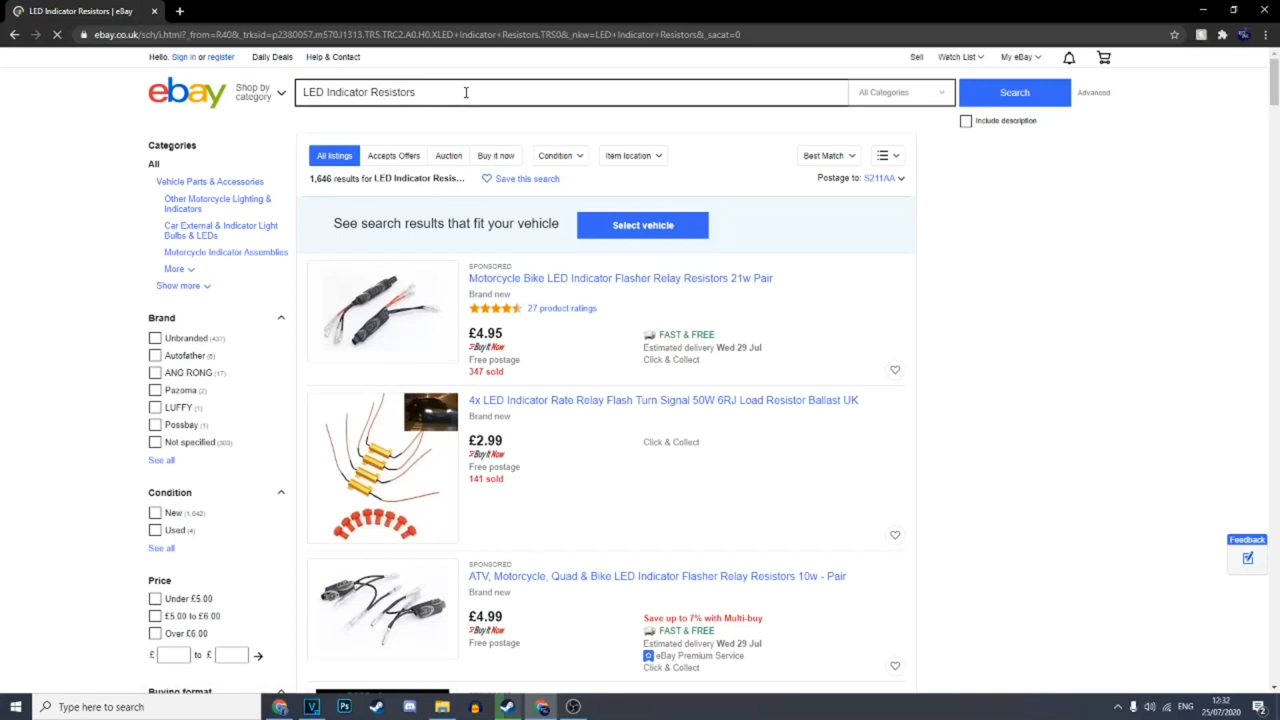 LED Indicator Resistors | eBay
ebay.co.uk/sch/i.html?_from=R40&_trksid=p2380057.m570.l1313.TR5.TRC2.A0.H0.XLED+Indicator+Resistors.TRS0&_nkw=LED+Indicator+Resistors&_sacat=0
Hello. Sign in or register Daily Deals Help & Contact Sell Watch List My eBay
ebay Shop by category LED Indicator Resistors All Categories Search Advanced
Include description
Categories
All
Vehicle Parts & Accessories
Other Motorcycle Lighting & Indicators
Car External & Indicator Light Bulbs & LEDs
Motorcycle Indicator Assemblies
More
Show more
Brand
Unbranded (437)
Autofather (6)
ANG RONG (17)
Pazoma (2)
LUFFY (1)
Possbay (1)
Not specified (303)
See all
Condition
New (1,642)
Used (4)
See all
Price
Under £5.00
£5.00 to £6.00
Over £6.00
£ to £
Buying format
All listings Accepts Offers Auction Buy it now Condition Item location Best Match
1,646 results for LED Indicator Resis... Save this search Postage to: S211AA
See search results that fit your vehicle Select vehicle
SPONSORED
Motorcycle Bike LED Indicator Flasher Relay Resistors 21w Pair
Brand new
27 product ratings
£4.95
Buy It Now
Free postage
347 sold
FAST & FREE
Estimated delivery Wed 29 Jul
Click & Collect
4x LED Indicator Rate Relay Flash Turn Signal 50W 6RJ Load Resistor Ballast UK
Brand new
£2.99
Buy It Now
Free postage
141 sold
Click & Collect
SPONSORED
ATV, Motorcycle, Quad & Bike LED Indicator Flasher Relay Resistors 10w - Pair
Brand new
£4.99
Buy It Now
Free postage
Save up to 7% with Multi-buy
FAST & FREE
Estimated delivery Wed 29 Jul
eBay Premium Service
Click & Collect
Feedback
Type here to search
ENG
12:32
25/07/2020
2